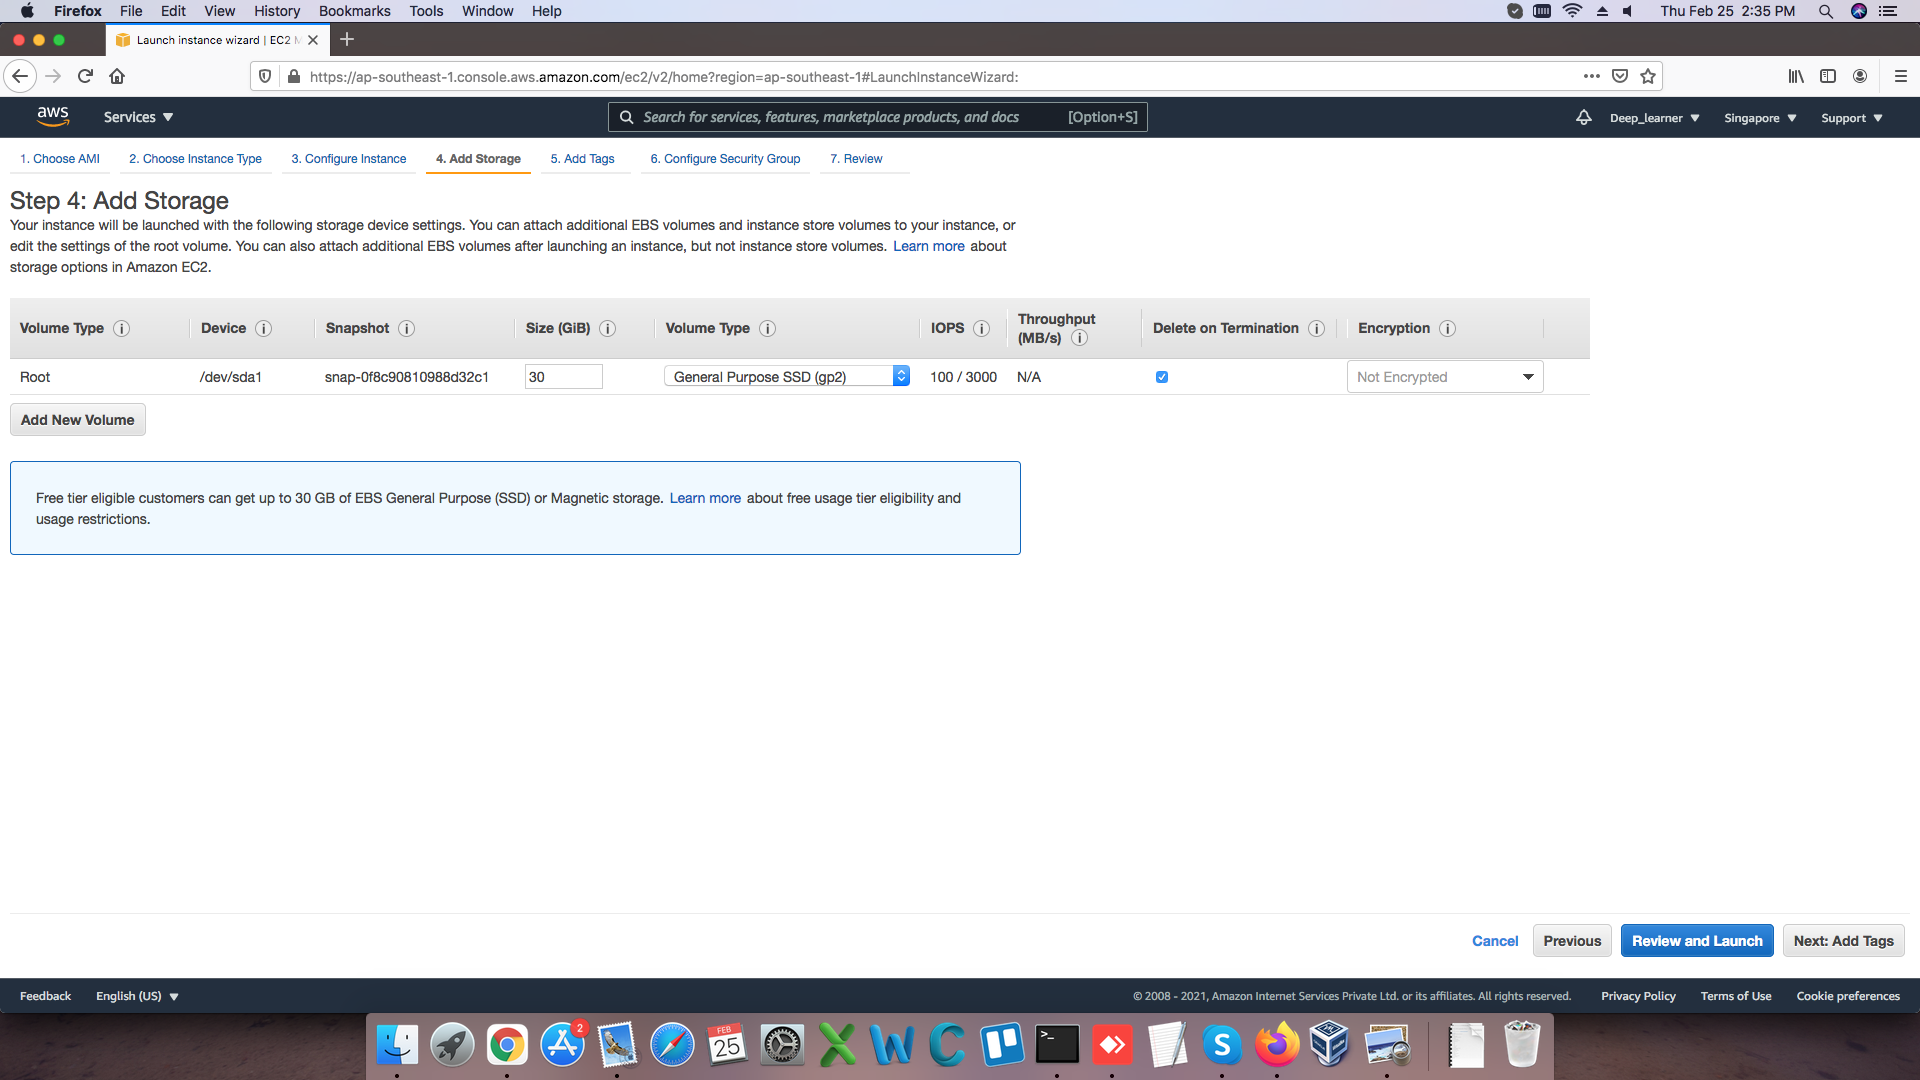 Firefox File Edit View History Bookmarks Tools Window Help Thu Feb 25 2:35 PM
Launch instance wizard | EC2 M
https://ap-southeast-1.console.aws.amazon.com/ec2/v2/home?region=ap-southeast-1#LaunchInstanceWizard:
aws Services Search for services, features, marketplace products, and docs [Option+S] Deep_learner Singapore Support
1. Choose AMI 2. Choose Instance Type 3. Configure Instance 4. Add Storage 5. Add Tags 6. Configure Security Group 7. Review
Step 4: Add Storage
Your instance will be launched with the following storage device settings. You can attach additional EBS volumes and instance store volumes to your instance, or
edit the settings of the root volume. You can also attach additional EBS volumes after launching an instance, but not instance store volumes. Learn more about
storage options in Amazon EC2.
Volume Type Device Snapshot Size (GiB) Volume Type IOPS Throughput (MB/s) Delete on Termination Encryption
Root /dev/sda1 snap-0f8c90810988d32c1 30 General Purpose SSD (gp2) 100 / 3000 N/A Not Encrypted
Add New Volume
Free tier eligible customers can get up to 30 GB of EBS General Purpose (SSD) or Magnetic storage. Learn more about free usage tier eligibility and
usage restrictions.
Cancel Previous Review and Launch Next: Add Tags
Feedback English (US) © 2008 - 2021, Amazon Internet Services Private Ltd. or its affiliates. All rights reserved. Privacy Policy Terms of Use Cookie preferences
2
FEB
25